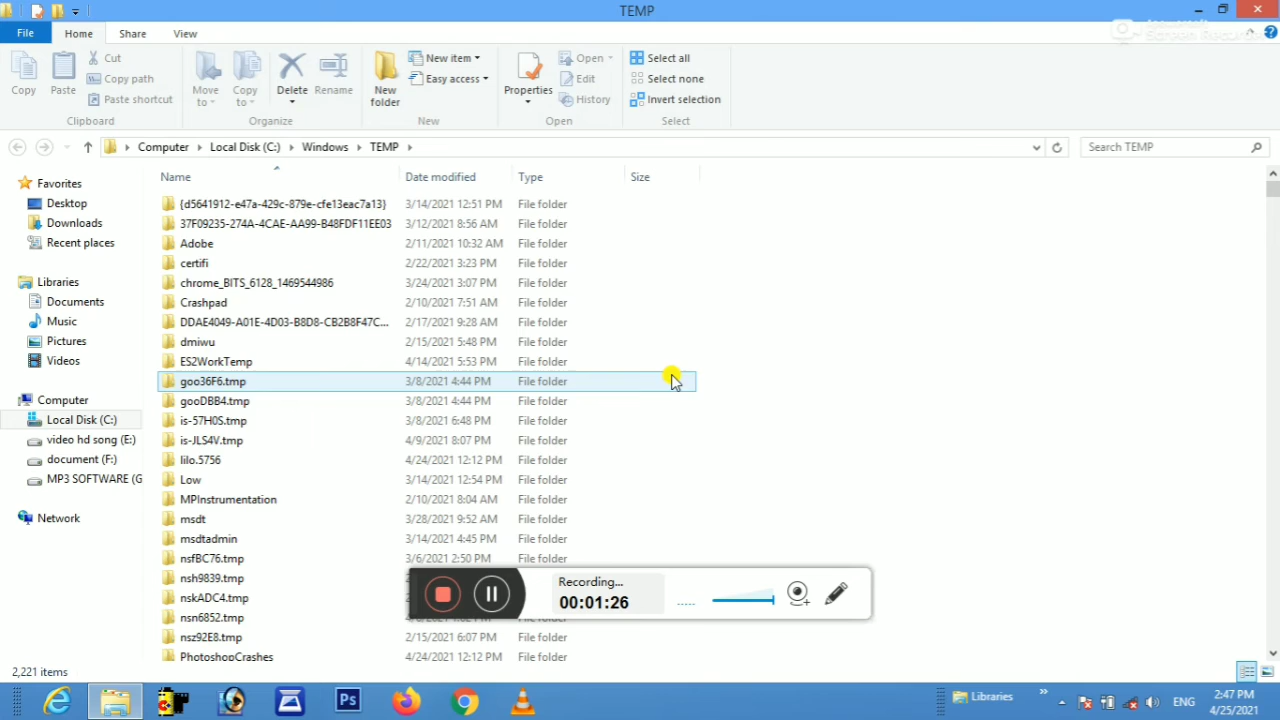 TEMP
File Home Share View
Screen Recorder
Copy Paste Cut
Copy path
Paste shortcut
Clipboard
Move to Copy to Delete Rename
Organize
New folder New item
Easy access
New
Properties Open
Edit
History
Open
Select all
Select none
Invert selection
Select
Computer Local Disk (C:) Windows TEMP
Search TEMP
Favorites
Desktop
Downloads
Recent places
Libraries
Documents
Music
Pictures
Videos
Computer
Local Disk (C:)
video hd song (E:)
document (F:)
MP3 SOFTWARE (G
Network
Name Date modified Type Size
{d5641912-e47a-429c-879e-cfe13eac7a13} 3/14/2021 12:51 PM File folder
37F09235-274A-4CAE-AA99-B48FDF11EE03 3/12/2021 8:56 AM File folder
Adobe 2/11/2021 10:32 AM File folder
certifi 2/22/2021 3:23 PM File folder
chrome_BITS_6128_1469544986 3/24/2021 3:07 PM File folder
Crashpad 2/10/2021 7:51 AM File folder
DDAE4049-A01E-4D03-B8D8-CB2B8F47C... 2/17/2021 9:28 AM File folder
dmiwu 2/15/2021 5:48 PM File folder
ES2WorkTemp 4/14/2021 5:53 PM File folder
goo36F6.tmp 3/8/2021 4:44 PM File folder
gooDBB4.tmp 3/8/2021 4:44 PM File folder
is-57H0S.tmp 3/8/2021 6:48 PM File folder
is-JLS4V.tmp 4/9/2021 8:07 PM File folder
lilo.5756 4/24/2021 12:12 PM File folder
Low 3/14/2021 12:54 PM File folder
MPInstrumentation 2/10/2021 8:04 AM File folder
msdt 3/28/2021 9:52 AM File folder
msdtadmin 3/14/2021 4:45 PM File folder
nsfBC76.tmp 3/6/2021 2:50 PM File folder
nsh9839.tmp
nskADC4.tmp
nsn6852.tmp
nsz92E8.tmp 2/15/2021 6:07 PM File folder
PhotoshopCrashes 4/24/2021 12:12 PM File folder
Recording...
00:01:26
2,221 items
Ps
Libraries
ENG
2:47 PM
4/25/2021